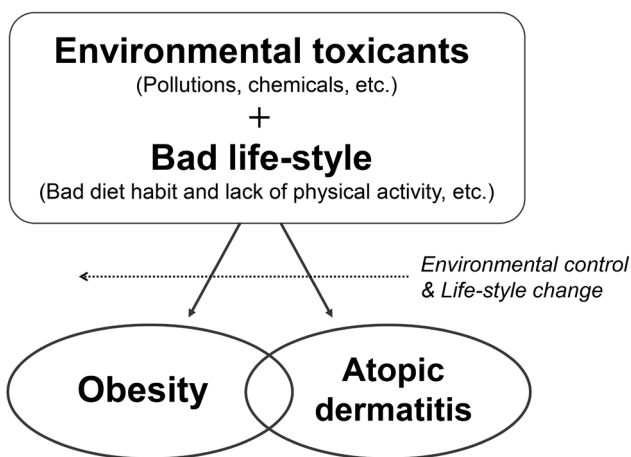 Environmental toxicants
(Pollutions, chemicals, etc.)
+
Bad life-style
(Bad diet habit and lack of physical activity, etc.)
Environmental control
& Life-style change
Obesity
Atopic
dermatitis